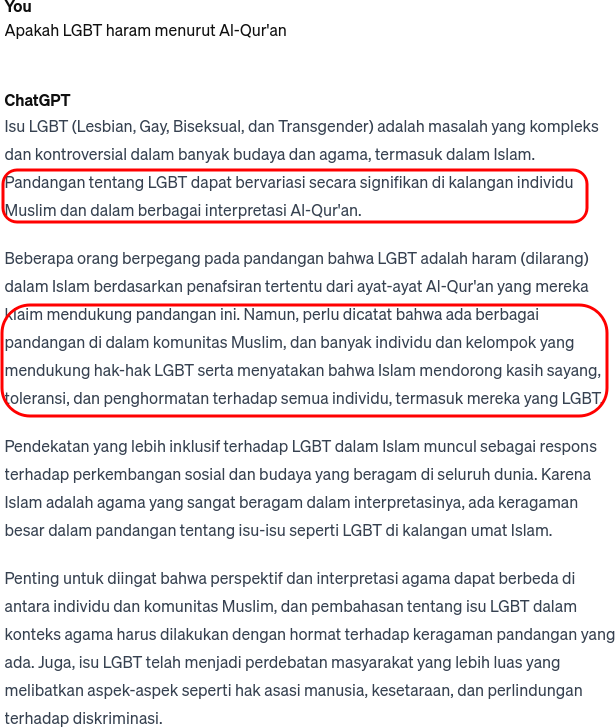 You
Apakah LGBT haram menurut Al-Qur'an
ChatGPT
Isu LGBT (Lesbian, Gay, Biseksual, dan Transgender) adalah masalah yang kompleks
dan kontroversial dalam banyak budaya dan agama, termasuk dalam Islam.
Pandangan tentang LGBT dapat bervariasi secara signifikan di kalangan individu
Muslim dan dalam berbagai interpretasi Al-Qur'an.
Beberapa orang berpegang pada pandangan bahwa LGBT adalah haram (dilarang)
dalam Islam berdasarkan penafsiran tertentu dari ayat-ayat Al-Qur'an yang mereka
klaim mendukung pandangan ini. Namun, perlu dicatat bahwa ada berbagai
pandangan di dalam komunitas Muslim, dan banyak individu dan kelompok yang
mendukung hak-hak LGBT serta menyatakan bahwa Islam mendorong kasih sayang,
toleransi, dan penghormatan terhadap semua individu, termasuk mereka yang LGBT
Pendekatan yang lebih inklusif terhadap LGBT dalam Islam muncul sebagai respons
terhadap perkembangan sosial dan budaya yang beragam di seluruh dunia. Karena
Islam adalah agama yang sangat beragam dalam interpretasinya, ada keragaman
besar dalam pandangan tentang isu-isu seperti LGBT di kalangan umat Islam.
Penting untuk diingat bahwa perspektif dan interpretasi agama dapat berbeda di
antara individu dan komunitas Muslim, dan pembahasan tentang isu LGBT dalam
konteks agama harus dilakukan dengan hormat terhadap keragaman pandangan yang
ada. Juga, isu LGBT telah menjadi perdebatan masyarakat yang lebih luas yang
melibatkan aspek-aspek seperti hak asasi manusia, kesetaraan, dan perlindungan
terhadap diskriminasi.